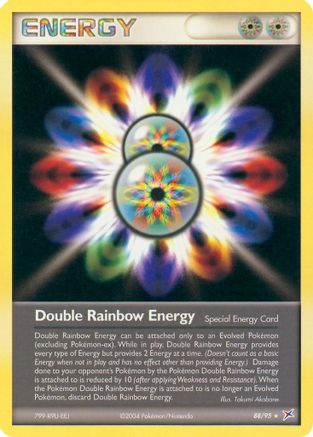 ENERGY
Double Rainbow Energy Special Energy Card
Double Rainbow Energy can be attached only to an Evolved Pokémon
(excluding Pokémon-ex). While in play, Double Rainbow Energy provides
every type of Energy but provides 2 Energy at a time. (Doesn't count as a basic
Energy when not in play and has no effect other than providing Energy.) Damage
done to your opponent's Pokémon by the Pokémon Double Rainbow Energy
is attached to is reduced by 10 (after applying Weakness and Resistance). When
the Pokémon Double Rainbow Energy is attached to is no longer an Evolved
Pokémon, discard Double Rainbow Energy. Illus. Takumi Akabane
799-K9U-EEJ ©2004 Pokémon/Nintendo 88/95 ★